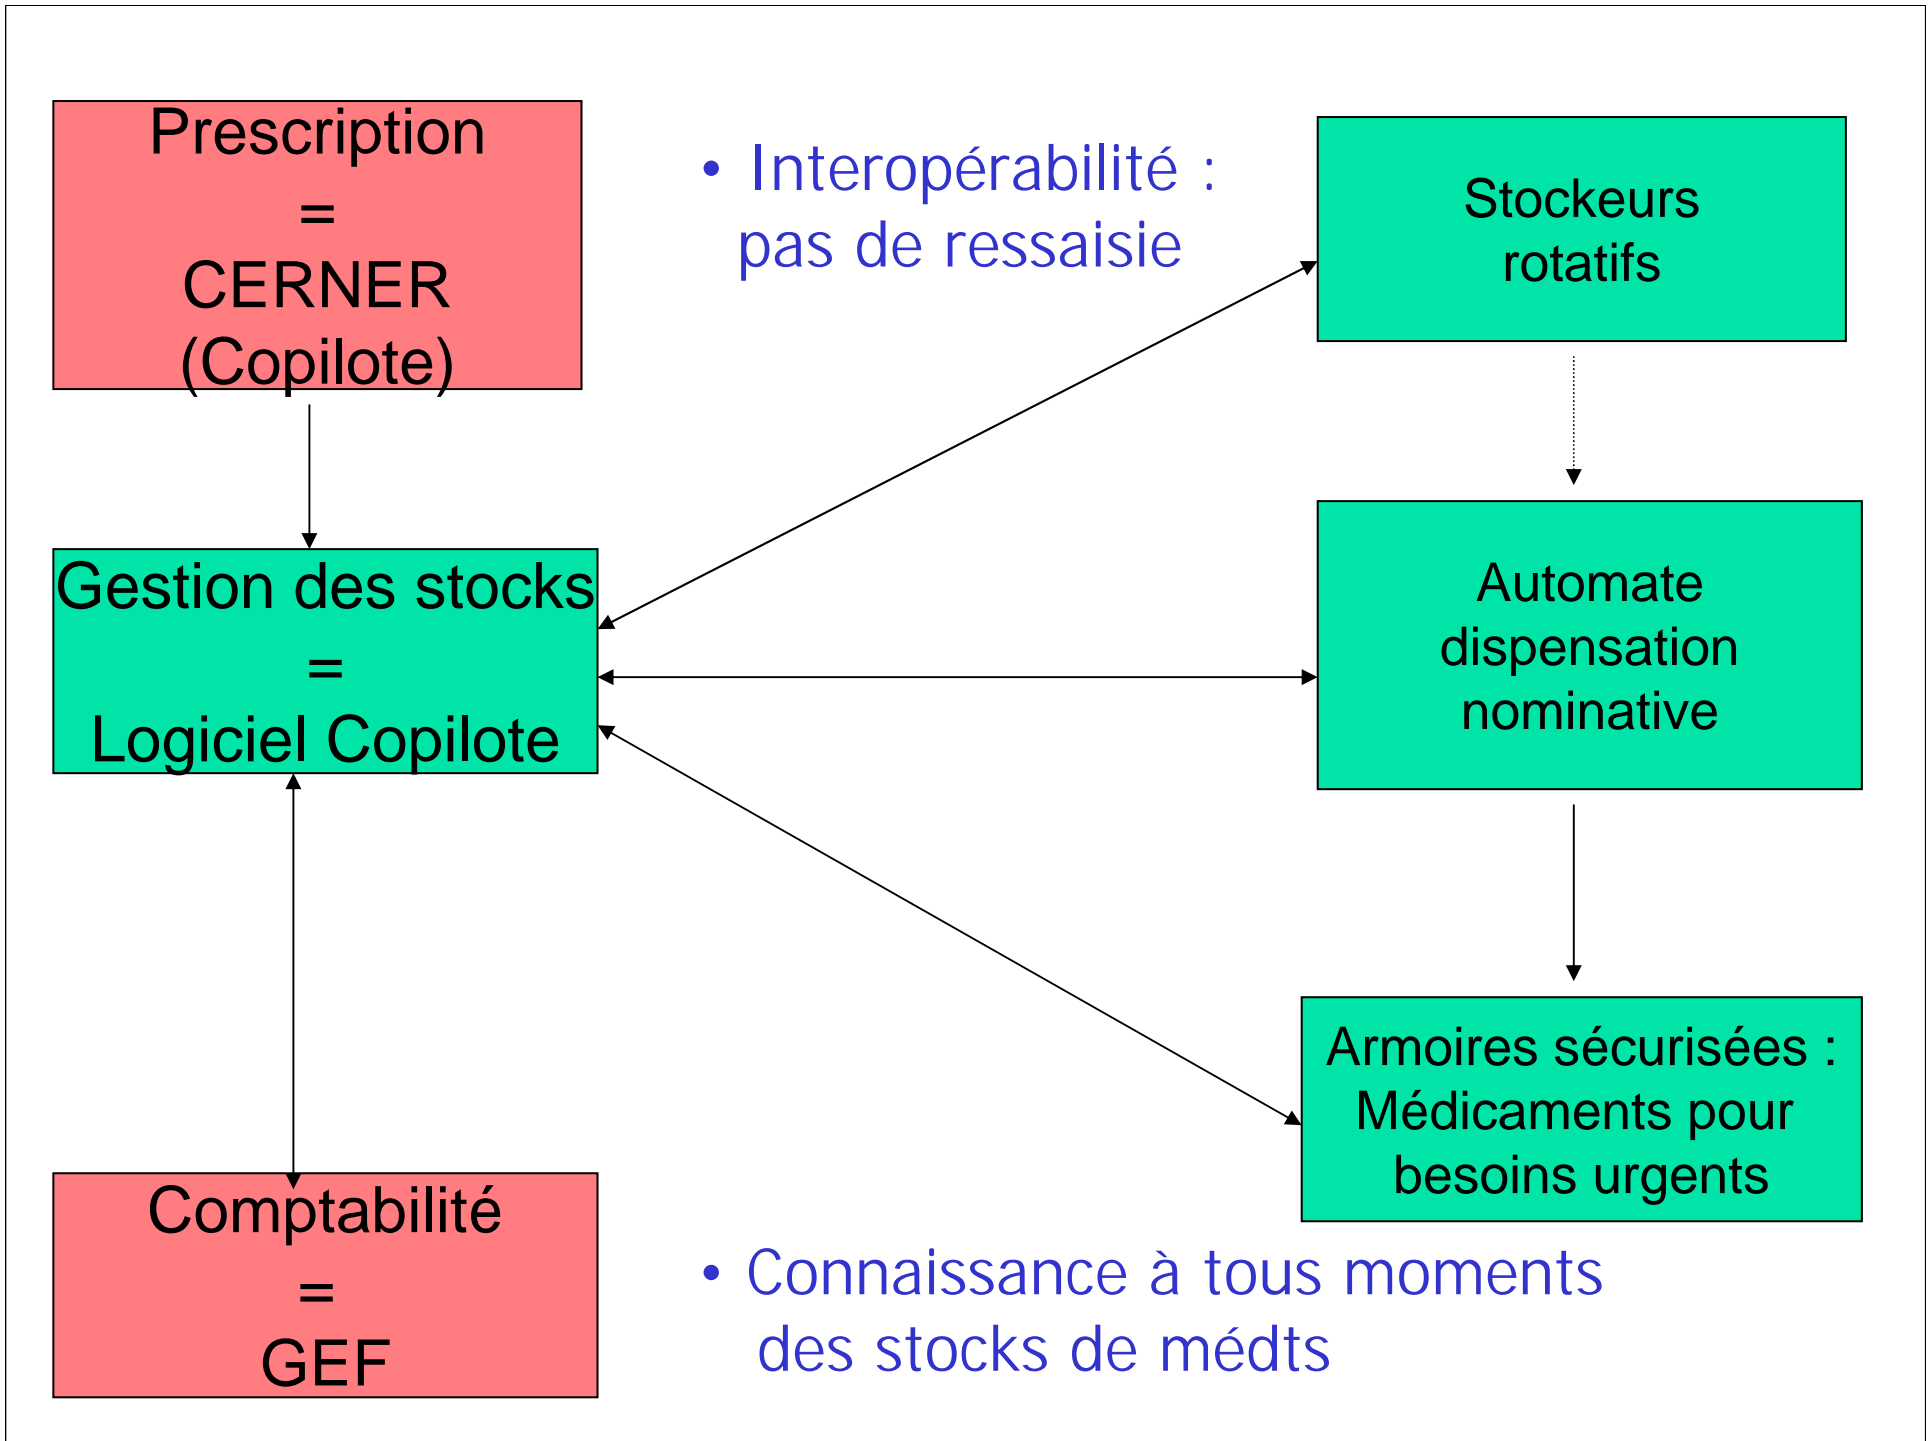 Prescription
=
CERNER
(Copilote)
• Interopérabilité :
pas de ressaisie
Stockeurs
rotatifs
Gestion des stocks
=
Logiciel Copilote
Automate
dispensation
nominative
Armoires sécurisées :
Médicaments pour
besoins urgents
Comptabilité
=
GEF
• Connaissance à tous moments
des stocks de médts